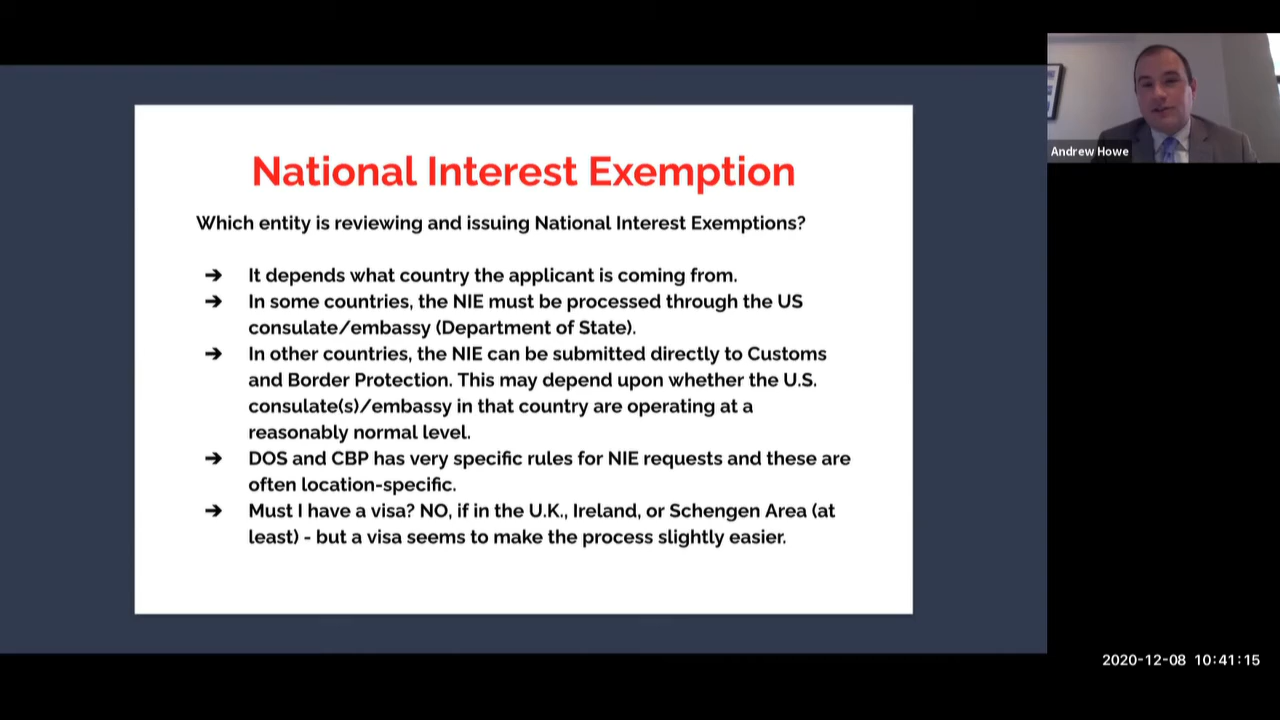 National Interest Exemption
Which entity is reviewing and issuing National Interest Exemptions?
➔ It depends what country the applicant is coming from.
➔ In some countries, the NIE must be processed through the US
consulate/embassy (Department of State).
➔ In other countries, the NIE can be submitted directly to Customs
and Border Protection. This may depend upon whether the U.S.
consulate(s)/embassy in that country are operating at a
reasonably normal level.
➔ DOS and CBP has very specific rules for NIE requests and these are
often location-specific.
➔ Must I have a visa? NO, if in the U.K., Ireland, or Schengen Area (at
least) - but a visa seems to make the process slightly easier.
Andrew Howe
2020-12-08 10:41:15